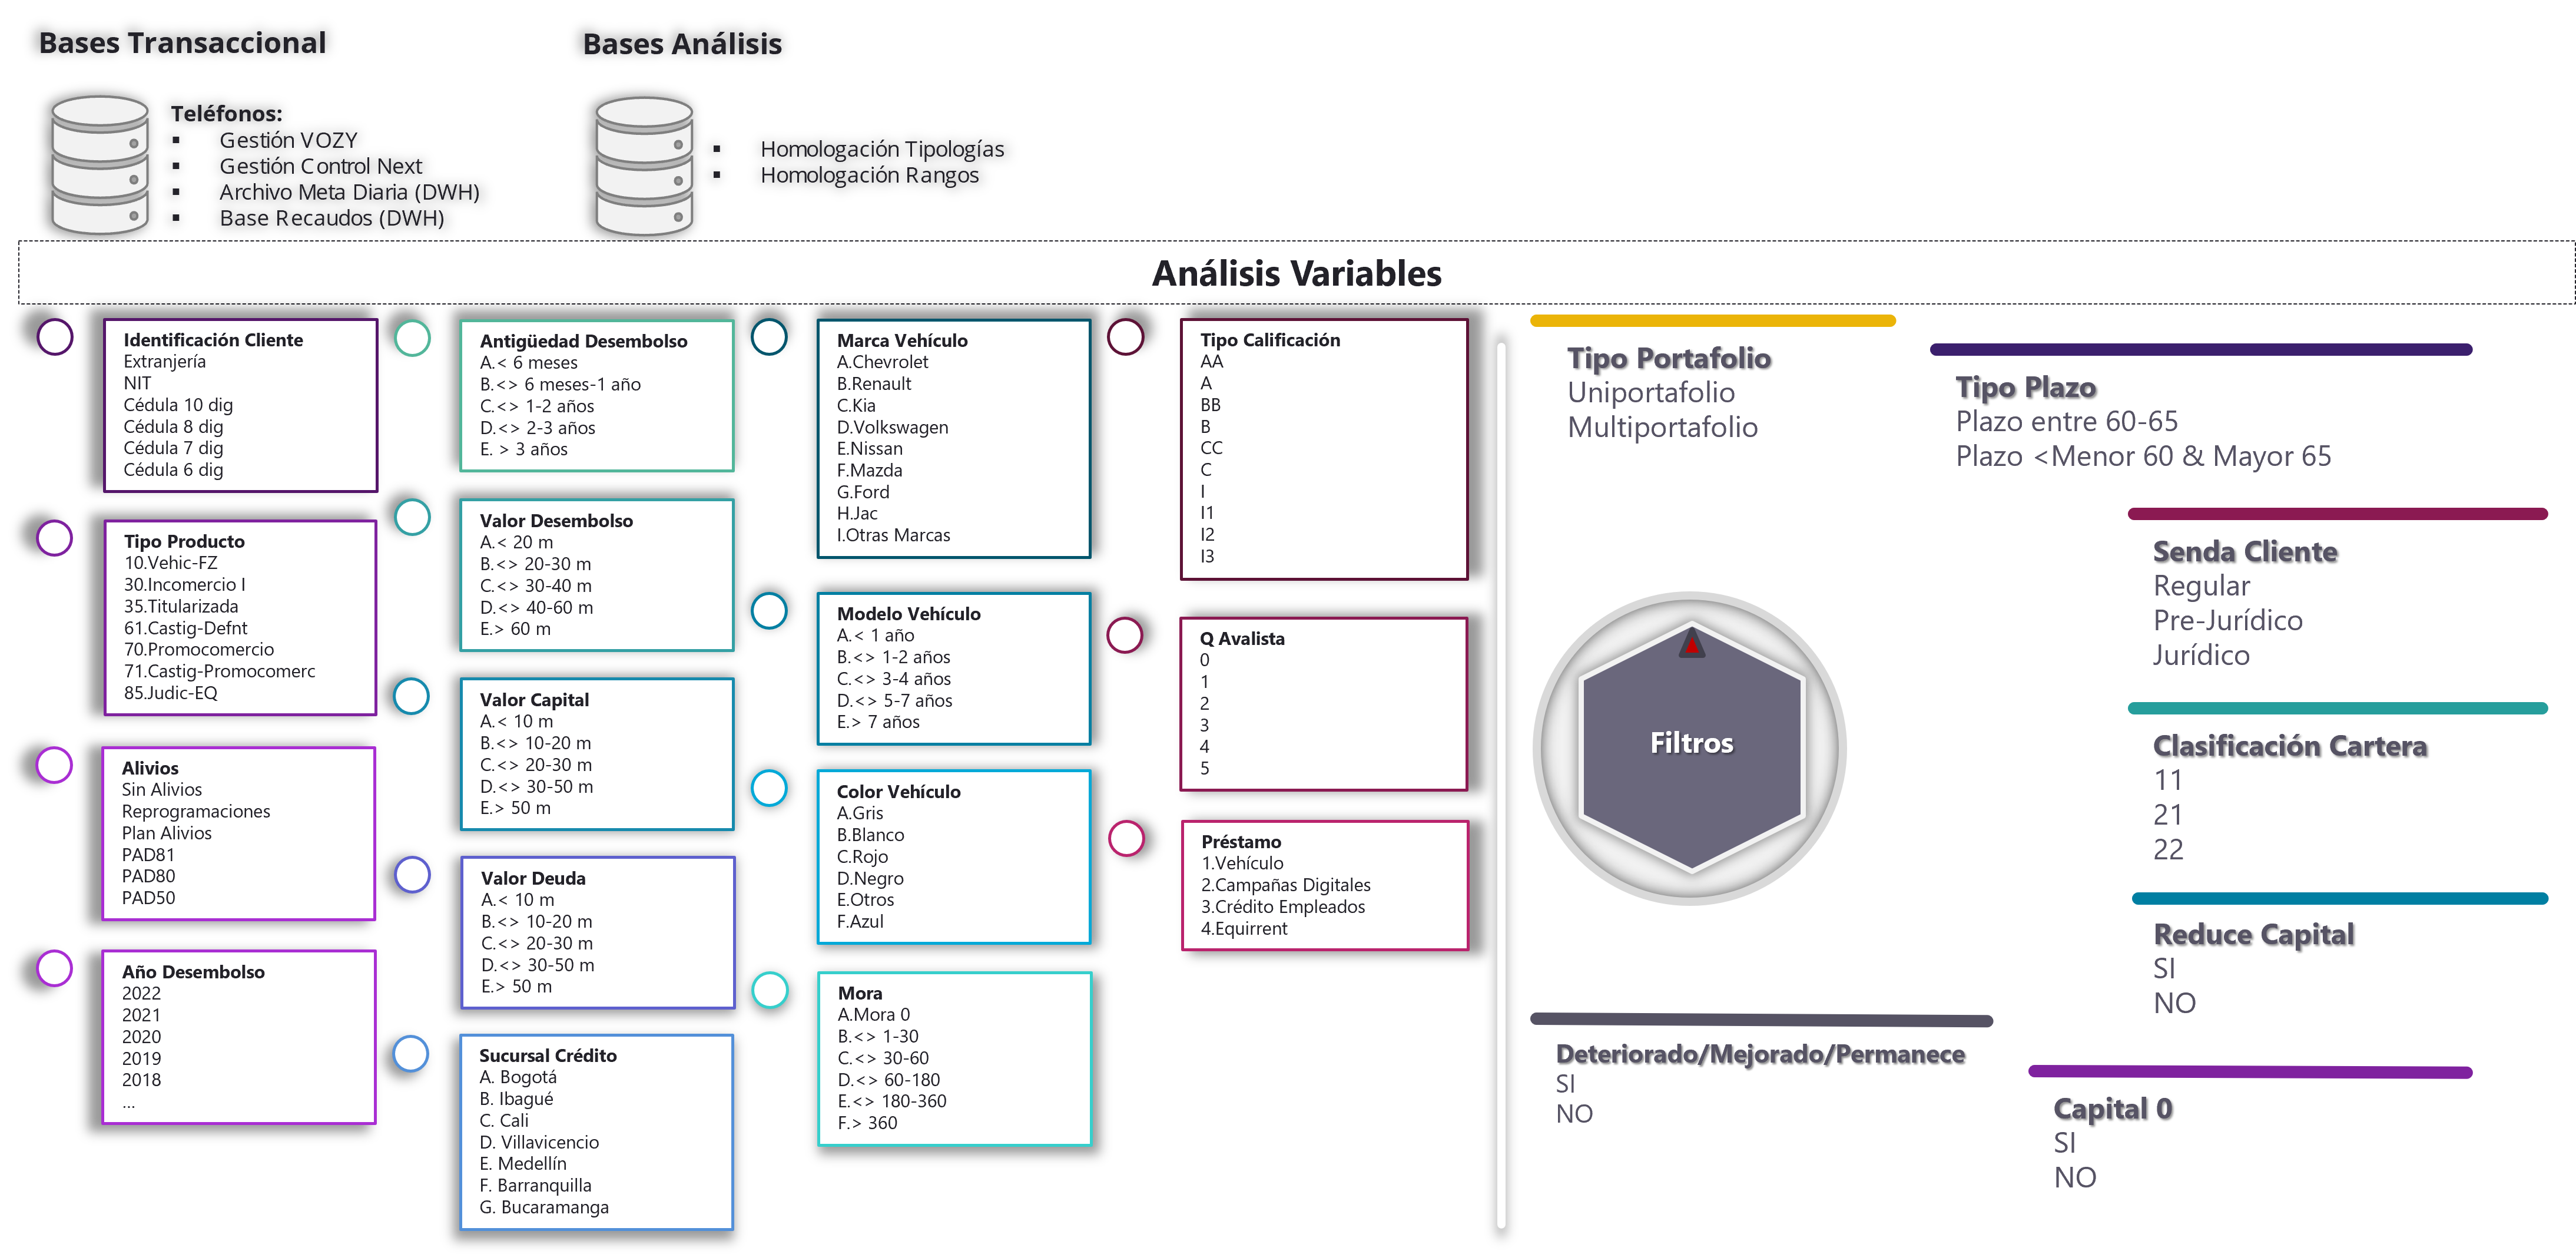 Bases Transaccional
Teléfonos:
▪ Gestión VOZY
▪ Gestión Control Next
▪ Archivo Meta Diaria (DWH)
▪ Base Recaudos (DWH)
Bases Análisis
▪ Homologación Tipologías
▪ Homologación Rangos
Análisis Variables
Identificación Cliente
Extranjería
NIT
Cédula 10 dig
Cédula 8 dig
Cédula 7 dig
Cédula 6 dig
Tipo Producto
10.Vehic-FZ
30.Incomercio I
35.Titularizada
61.Castig-Defnt
70.Promocomercio
71.Castig-Promocomerc
85.Judic-EQ
Alivios
Sin Alivios
Reprogramaciones
Plan Alivios
PAD81
PAD80
PAD50
Año Desembolso
2022
2021
2020
2019
2018
...
Antigüedad Desembolso
A.< 6 meses
B.<> 6 meses-1 año
C.<> 1-2 años
D.<> 2-3 años
E. > 3 años
Valor Desembolso
A.< 20 m
B.<> 20-30 m
C.<> 30-40 m
D.<> 40-60 m
E.> 60 m
Valor Capital
A.< 10 m
B.<> 10-20 m
C.<> 20-30 m
D.<> 30-50 m
E.> 50 m
Valor Deuda
A.< 10 m
B.<> 10-20 m
C.<> 20-30 m
D.<> 30-50 m
E.> 50 m
Sucursal Crédito
A. Bogotá
B. Ibagué
C. Cali
D. Villavicencio
E. Medellín
F. Barranquilla
G. Bucaramanga
Marca Vehículo
A.Chevrolet
B.Renault
C.Kia
D.Volkswagen
E.Nissan
F.Mazda
G.Ford
H.Jac
I.Otras Marcas
Modelo Vehículo
A.< 1 año
B.<> 1-2 años
C.<> 3-4 años
D.<> 5-7 años
E.> 7 años
Color Vehículo
A.Gris
B.Blanco
C.Rojo
D.Negro
E.Otros
F.Azul
Mora
A.Mora 0
B.<> 1-30
C.<> 30-60
D.<> 60-180
E.<> 180-360
F.> 360
Tipo Calificación
AA
A
BB
B
CC
C
I
I1
I2
I3
Q Avalista
0
1
2
3
4
5
Préstamo
1.Vehículo
2.Campañas Digitales
3.Crédito Empleados
4.Equirrent
Tipo Portafolio
Uniportafolio
Multiportafolio
Tipo Plazo
Plazo entre 60-65
Plazo <Menor 60 & Mayor 65
Senda Cliente
Regular
Pre-Jurídico
Jurídico
Filtros
Clasificación Cartera
11
21
22
Reduce Capital
SI
NO
Deteriorado/Mejorado/Permanece
SI
NO
Capital 0
SI
NO